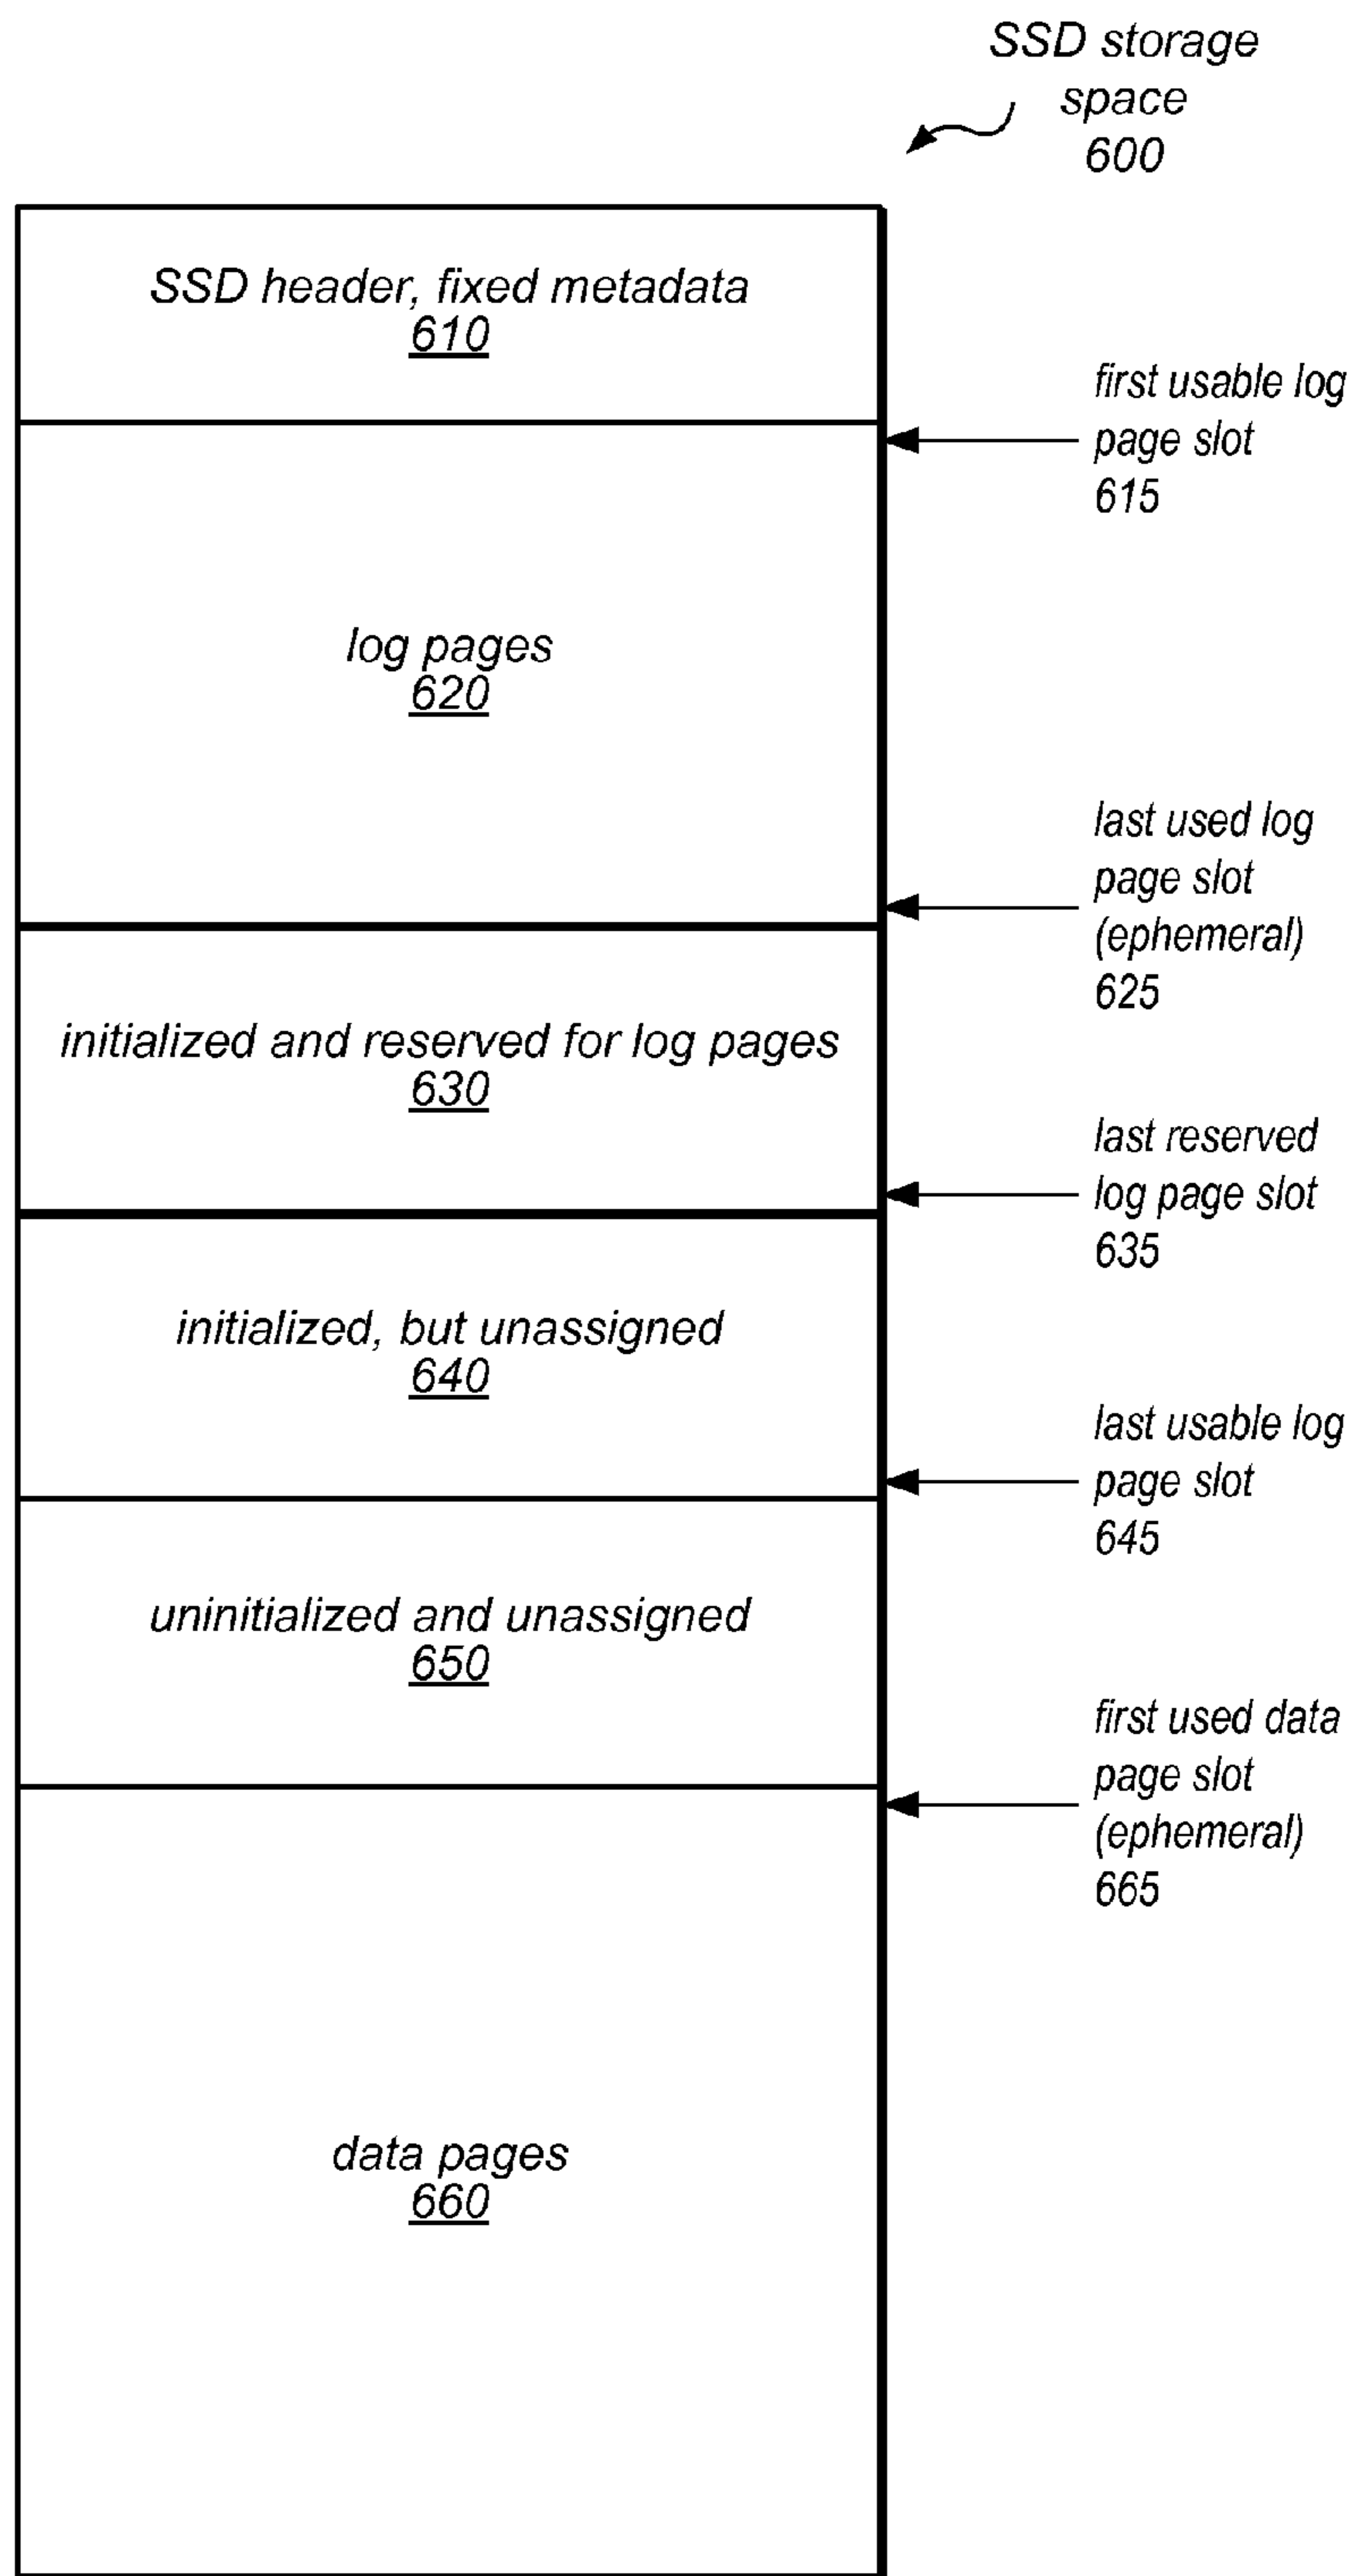 SSD storage
space
600
SSD header, fixed metadata
610
first usable log
page slot
615
log pages
620
last used log
page slot
(ephemeral)
625
initialized and reserved for log pages
630
last reserved
log page slot
635
initialized, but unassigned
640
last usable log
page slot
645
uninitialized and unassigned
650
first used data
page slot
(ephemeral)
665
data pages
660